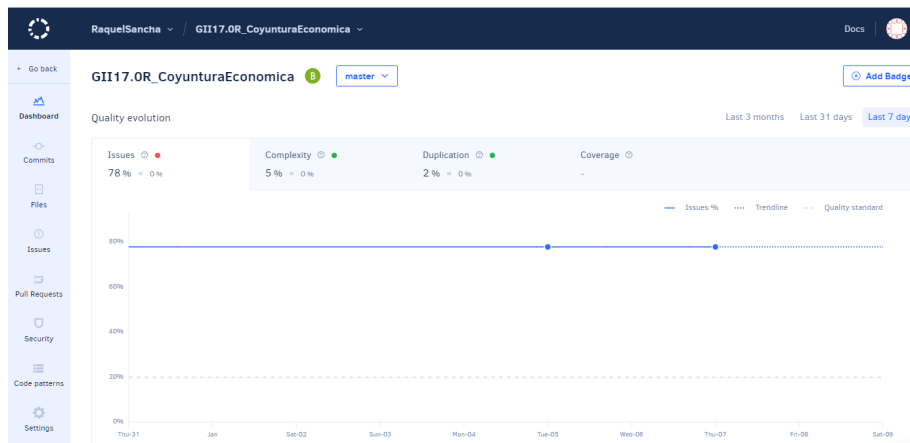 RaquelSancha / GII17.0R_CoyunturaEconomica
Docs
Go back
GII17.0R_CoyunturaEconomica B master
Add Badge
Dashboard
Quality evolution
Last 3 months Last 31 days Last 7 day
Commits
Issues
78 % = 0 %
Complexity
5 % = 0 %
Duplication
2 % = 0 %
Coverage
-
Files
Issues
Pull Requests
Security
Code patterns
Settings
Issues % Trendline Quality standard
80%
60%
40%
20%
0%
Thu-31 Jan Sat-02 Sun-03 Mon-04 Tue-05 Wed-06 Thu-07 Fri-08 Sat-09